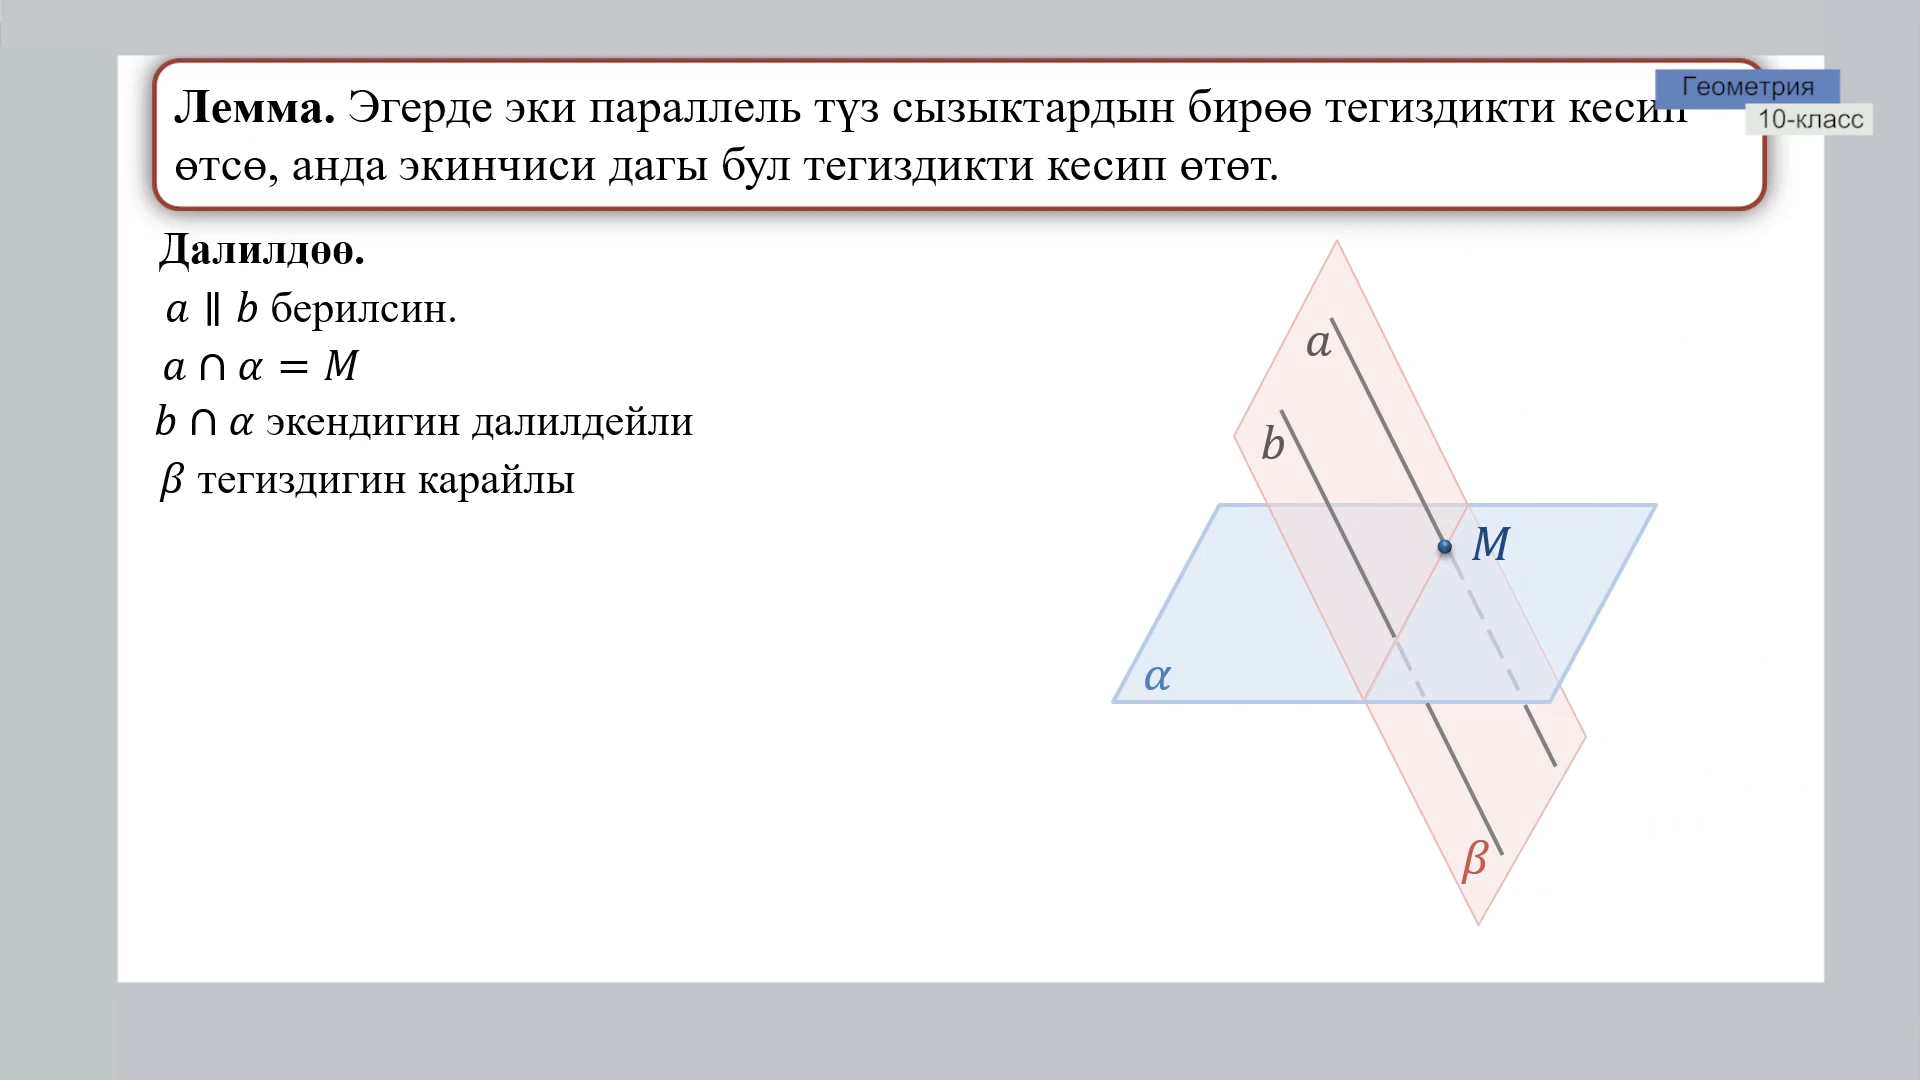 Геометрия
10-класс
Лемма. Эгерде эки параллель түз сызыктардын бирөө тегиздикти кесип
өтсө, анда экинчиси дагы бул тегиздикти кесип өтөт.
Далилдөө.
a ∥ b берилсин.
a ∩ α = M
b ∩ α экендигин далилдейли
β тегиздигин карайлы
a
b
M
α
β